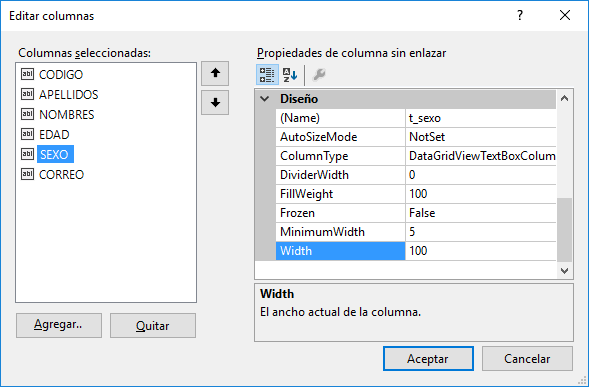 Editar columnas
?
Columnas seleccionadas:
Propiedades de columna sin enlazar
abl CODIGO
abl APELLIDOS
abl NOMBRES
abl EDAD
abl SEXO
abl CORREO
A Z
Diseño
(Name) t_sexo
AutoSizeMode NotSet
ColumnType DataGridViewTextBoxColum
DividerWidth 0
FillWeight 100
Frozen False
MinimumWidth 5
Width 100
Width
El ancho actual de la columna.
Agregar..
Quitar
Aceptar
Cancelar